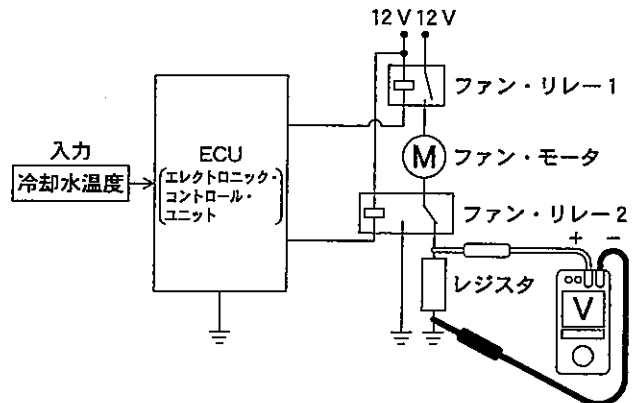 12V 12V
ファン・リレー1
入力
冷却水温度
ECU
エレクトロニック・
コントロール・
ユニット
M
ファン・モータ
ファン・リレー2
+ −
レジスタ
V